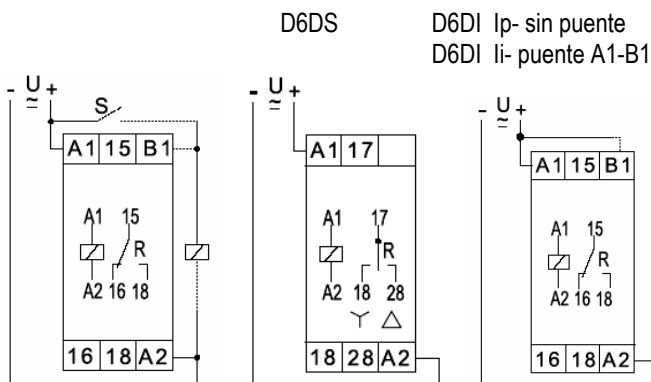 D6DS
D6DI Ip- sin puente
D6DI Ii- puente A1-B1
- U +
≂
S
A1 15 B1
A1 15
R
A2 16 18
16 18 A2
- U +
≂
A1 17
A1 17
R
A2 18 28
18 28 A2
- U +
≂
A1 15 B1
A1 15
R
A2 16 18
16 18 A2